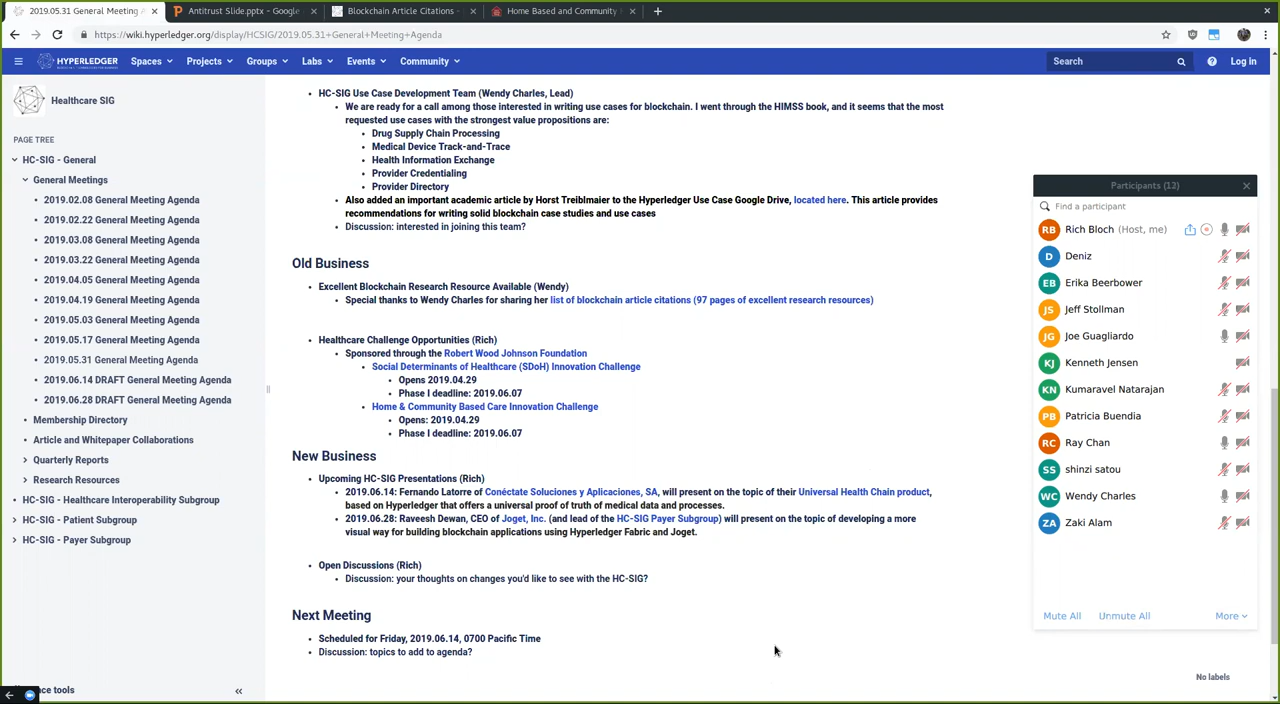 2019.05.31 General Meeting
Antitrust Slide.pptx - Google
Blockchain Article Citations -
Home Based and Community
https://wiki.hyperledger.org/display/HCSIG/2019.05.31+General+Meeting+Agenda
HYPERLEDGER
Spaces
Projects
Groups
Labs
Events
Community
Search
Log in
Healthcare SIG
PAGE TREE
HC-SIG - General
General Meetings
2019.02.08 General Meeting Agenda
2019.02.22 General Meeting Agenda
2019.03.08 General Meeting Agenda
2019.03.22 General Meeting Agenda
2019.04.05 General Meeting Agenda
2019.04.19 General Meeting Agenda
2019.05.03 General Meeting Agenda
2019.05.17 General Meeting Agenda
2019.05.31 General Meeting Agenda
2019.06.14 DRAFT General Meeting Agenda
2019.06.28 DRAFT General Meeting Agenda
Membership Directory
Article and Whitepaper Collaborations
Quarterly Reports
Research Resources
HC-SIG - Healthcare Interoperability Subgroup
HC-SIG - Patient Subgroup
HC-SIG - Payer Subgroup
ce tools
HC-SIG Use Case Development Team (Wendy Charles, Lead)
We are ready for a call among those interested in writing use cases for blockchain. I went through the HIMSS book, and it seems that the most
requested use cases with the strongest value propositions are:
Drug Supply Chain Processing
Medical Device Track-and-Trace
Health Information Exchange
Provider Credentialing
Provider Directory
Also added an important academic article by Horst Treiblmaier to the Hyperledger Use Case Google Drive, located here. This article provides
recommendations for writing solid blockchain case studies and use cases
Discussion: interested in joining this team?
Old Business
Excellent Blockchain Research Resource Available (Wendy)
Special thanks to Wendy Charles for sharing her list of blockchain article citations (97 pages of excellent research resources)
Healthcare Challenge Opportunities (Rich)
Sponsored through the Robert Wood Johnson Foundation
Social Determinants of Healthcare (SDoH) Innovation Challenge
Opens 2019.04.29
Phase I deadline: 2019.06.07
Home & Community Based Care Innovation Challenge
Opens: 2019.04.29
Phase I deadline: 2019.06.07
New Business
Upcoming HC-SIG Presentations (Rich)
2019.06.14: Fernando Latorre of Conéctate Soluciones y Aplicaciones, SA, will present on the topic of their Universal Health Chain product,
based on Hyperledger that offers a universal proof of truth of medical data and processes.
2019.06.28: Raveesh Dewan, CEO of Joget, Inc. (and lead of the HC-SIG Payer Subgroup) will present on the topic of developing a more
visual way for building blockchain applications using Hyperledger Fabric and Joget.
Open Discussions (Rich)
Discussion: your thoughts on changes you'd like to see with the HC-SIG?
Next Meeting
Scheduled for Friday, 2019.06.14, 0700 Pacific Time
Discussion: topics to add to agenda?
No labels
Participants (12)
Find a participant
RB Rich Bloch (Host, me)
D Deniz
EB Erika Beerbower
JS Jeff Stollman
JG Joe Guagliardo
KJ Kenneth Jensen
KN Kumaravel Natarajan
PB Patricia Buendia
RC Ray Chan
SS shinzi satou
WC Wendy Charles
ZA Zaki Alam
Mute All
Unmute All
More